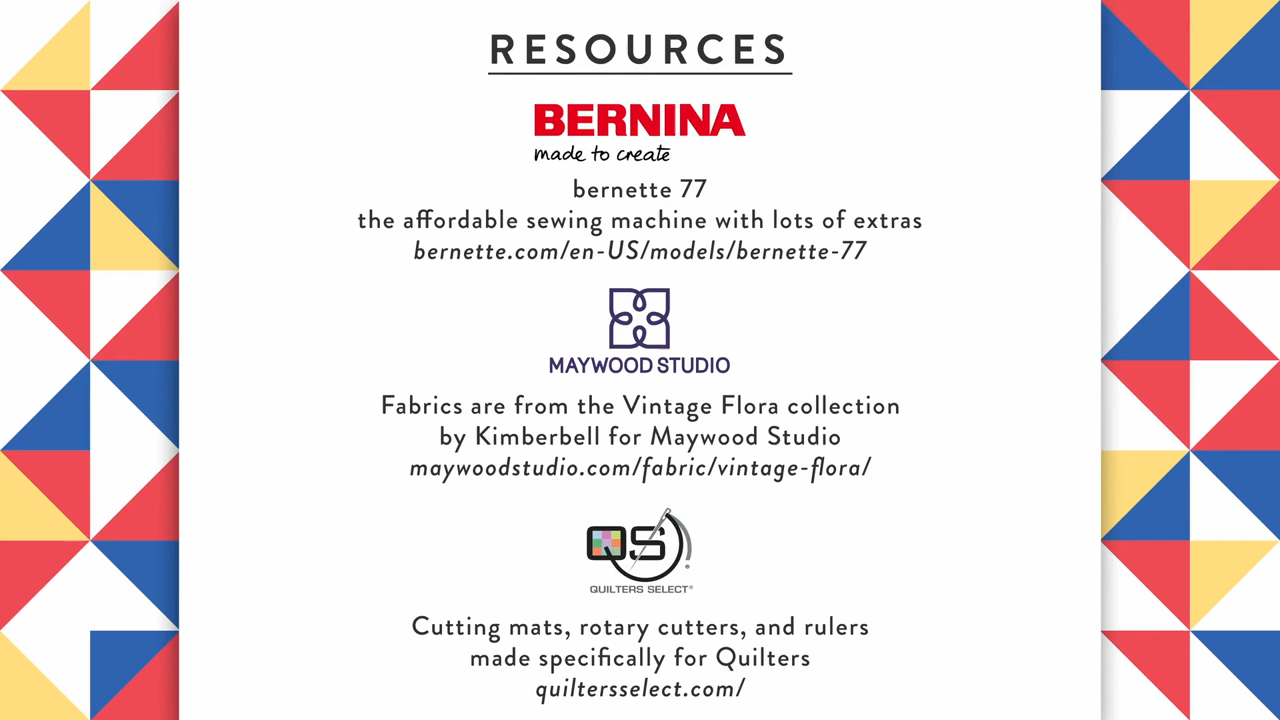 RESOURCES
BERNINA
made to create
bernette 77
the affordable sewing machine with lots of extras
bernette.com/en-US/models/bernette-77
MAYWOOD STUDIO
Fabrics are from the Vintage Flora collection
by Kimberbell for Maywood Studio
maywoodstudio.com/fabric/vintage-flora/
QS
QUILTERS SELECT®
Cutting mats, rotary cutters, and rulers
made specifically for Quilters
quiltersselect.com/